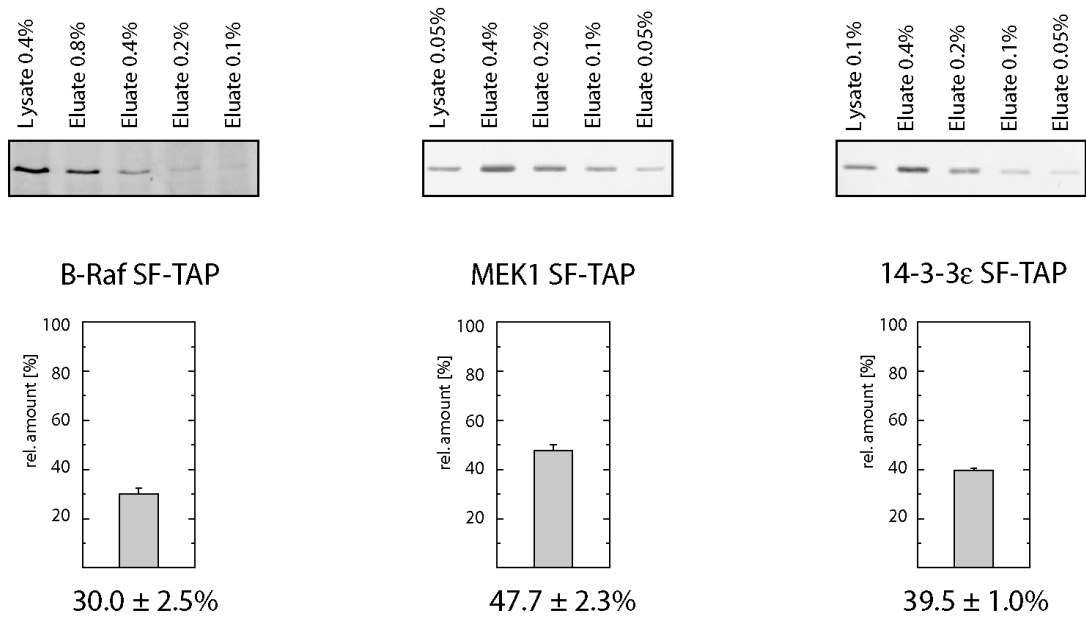 Lysate 0.4%
Eluate 0.8%
Eluate 0.4%
Eluate 0.2%
Eluate 0.1%
Lysate 0.05%
Eluate 0.4%
Eluate 0.2%
Eluate 0.1%
Eluate 0.05%
Lysate 0.1%
Eluate 0.4%
Eluate 0.2%
Eluate 0.1%
Eluate 0.05%
B-Raf SF-TAP
MEK1 SF-TAP
14-3-3ε SF-TAP
rel. amount [%]
100
80
60
40
20
rel. amount [%]
100
80
60
40
20
rel. amount [%]
100
80
60
40
20
30.0 ± 2.5%
47.7 ± 2.3%
39.5 ± 1.0%